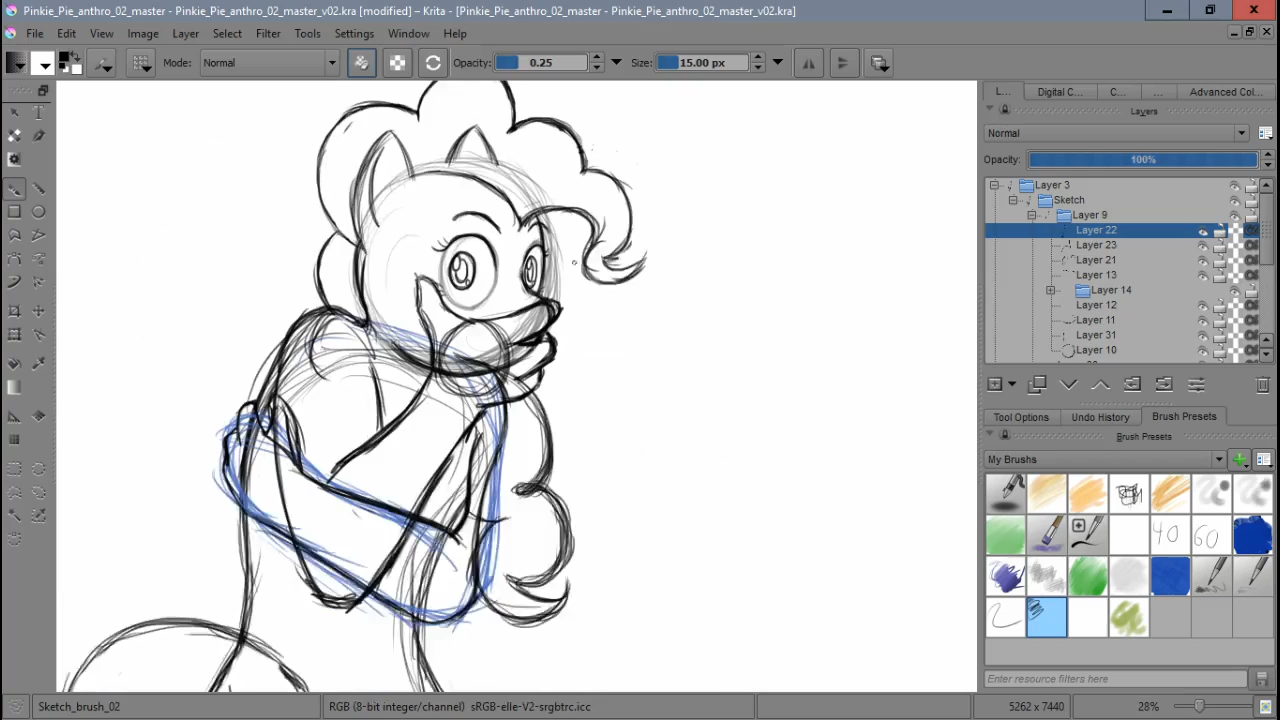 Pinkie_Pie_anthro_02_master - Pinkie_Pie_anthro_02_master_v02.kra [modified] – Krita - [Pinkie_Pie_anthro_02_master - Pinkie_Pie_anthro_02_master_v02.kra]
File Edit View Image Layer Select Filter Tools Settings Window Help
Mode: Normal Opacity: 0.25 Size: 15.00 px
L... Digital C... C... ... Advanced Col...
Layers
Normal
Opacity: 100%
Layer 3
Sketch
Layer 9
Layer 22
Layer 23
Layer 21
Layer 13
Layer 14
Layer 12
Layer 11
Layer 31
Layer 10
Tool Options Undo History Brush Presets
Brush Presets
My Brushes
40 60
Enter resource filters here
Sketch_brush_02 RGB (8-bit integer/channel) sRGB-elle-V2-srgbtrc.icc 5262 x 7440 28%